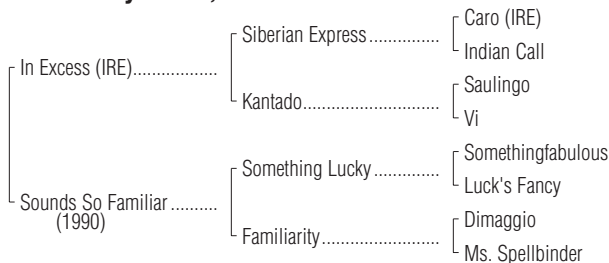 Caro (IRE)
Siberian Express
Indian Call
In Excess (IRE)
Saulingo
Kantado
Vi
Somethingfabulous
Something Lucky
Luck's Fancy
Sounds So Familiar
(1990)
Dimaggio
Familiarity
Ms. Spellbinder